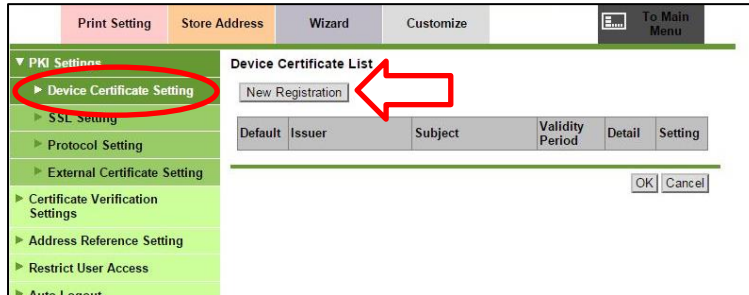 Print Setting
Store Address
Wizard
Customize
To Main
Menu
▼ PKI Settings
Device Certificate Setting
SSL Setting
Protocol Setting
External Certificate Setting
Certificate Verification
Settings
Address Reference Setting
Restrict User Access
Auto Logout
Device Certificate List
New Registration
Default Issuer Subject Validity Period Detail Setting
OK Cancel